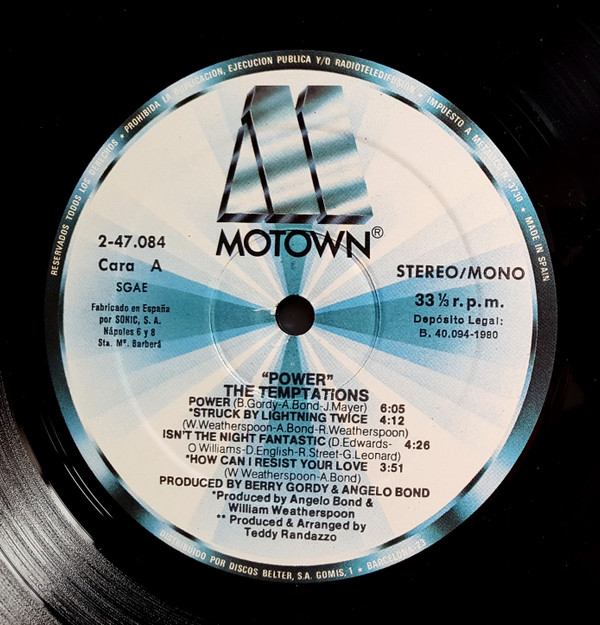 RESERVADOS TODOS LOS DERECHOS • PROHIBIDA LA REPRODUCCION, EJECUCION PUBLICA Y/O RADIOTELEDIFUSION • IMPUESTO A METALICO N.º 3730 • MADE IN SPAIN
MOTOWN®
2-47.084
Cara A
SGAE
Fabricado en España
por SONIC, S. A.
Nápoles 6 y 8
Sta. Mª. Barberá
STEREO/MONO
33 ⅓ r. p. m.
Depósito Legal:
B. 40.094-1980
"POWER"
THE TEMPTATIONS
POWER (B.Gordy-A.Bond-J.Mayer) 6:05
*STRUCK BY LIGHTNING TWICE 4:12
(W.Weatherspoon-A.Bond-R.Weatherspoon)
ISN'T THE NIGHT FANTASTIC (D.Edwards- 4:26
O Williams-D.English-R.Street-G.Leonard)
*HOW CAN I RESIST YOUR LOVE 3:51
(W Weatherspoon-A.Bond)
PRODUCED BY BERRY GORDY & ANGELO BOND
*Produced by Angelo Bond &
William Weatherspoon
** Produced & Arranged by
Teddy Randazzo
DISTRIBUIDO POR DISCOS BELTER, S.A. GOMIS, 1 • BARCELONA-23